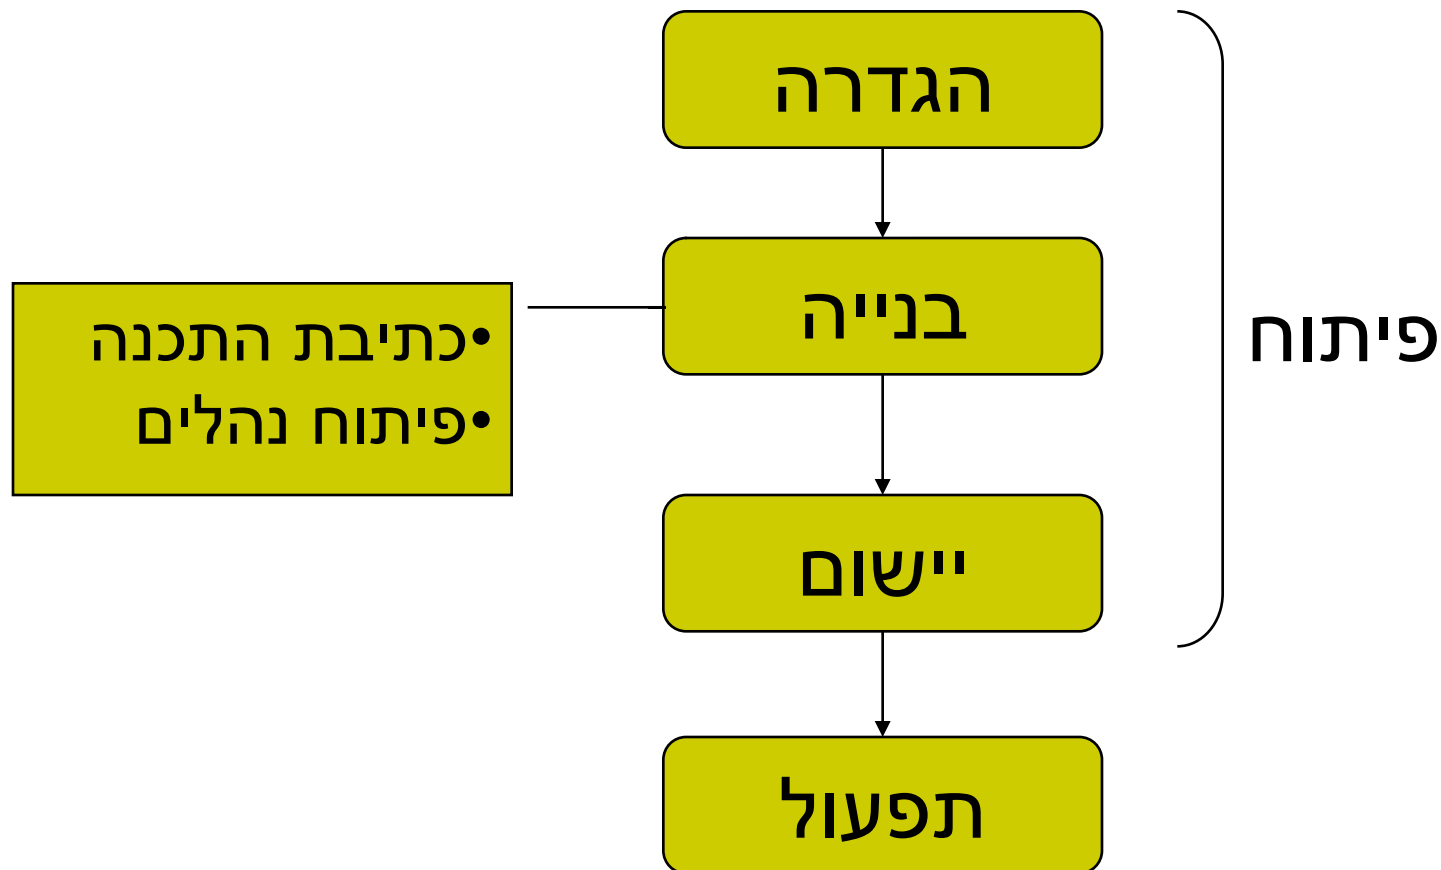 הגדרה
בנייה
פיתוח
•כתיבת התכנה
•פיתוח נהלים
יישום
תפעול